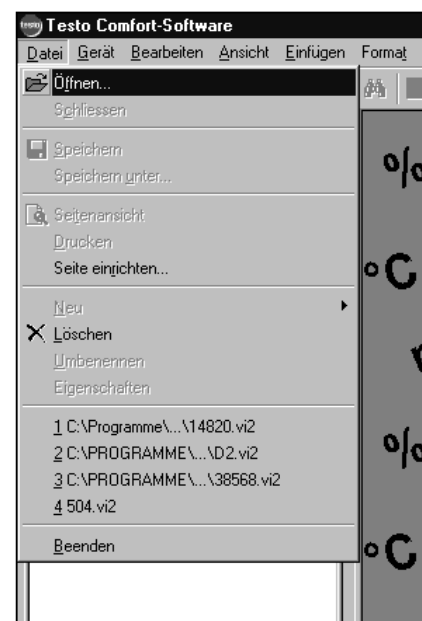 testo Testo Comfort-Software
Datei Gerät Bearbeiten Ansicht Einfügen Format
Öffnen...
Schliessen
Speichern
Speichern unter...
Seitenansicht
Drucken
Seite einrichten...
Neu
Löschen
Umbenennen
Eigenschaften
1 C:\Programme\...\14820.vi2
2 C:\PROGRAMME\...\D2.vi2
3 C:\PROGRAMME\...\38568.vi2
4 504.vi2
Beenden
°C
°C